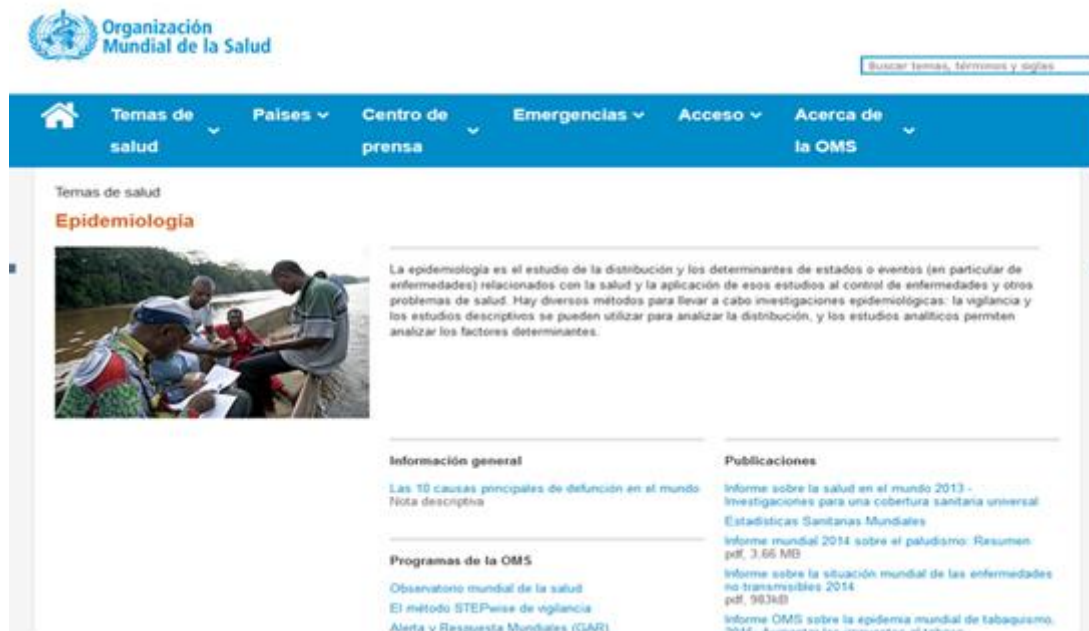 Organización
Mundial de la Salud
Buscar temas, términos y siglas
Temas de salud
Países
Centro de prensa
Emergencias
Acceso
Acerca de la OMS
Temas de salud
Epidemiología
La epidemiología es el estudio de la distribución y los determinantes de estados o eventos (en particular de
enfermedades) relacionados con la salud y la aplicación de esos estudios al control de enfermedades y otros
problemas de salud. Hay diversos métodos para llevar a cabo investigaciones epidemiológicas: la vigilancia y
los estudios descriptivos se pueden utilizar para analizar la distribución, y los estudios analíticos permiten
analizar los factores determinantes.
Información general
Las 10 causas principales de defunción en el mundo
Nota descriptiva
Programas de la OMS
Observatorio mundial de la salud
El método STEPwise de vigilancia
Alerta y Respuesta Mundiales (GAR)
Publicaciones
Informe sobre la salud en el mundo 2013 -
Investigaciones para una cobertura sanitaria universal
Estadísticas Sanitarias Mundiales
Informe mundial 2014 sobre el paludismo: Resumen
pdf, 3,66 MB
Informe sobre la situación mundial de las enfermedades
no transmisibles 2014
pdf, 983kB
Informe OMS sobre la epidemia mundial de tabaquismo,